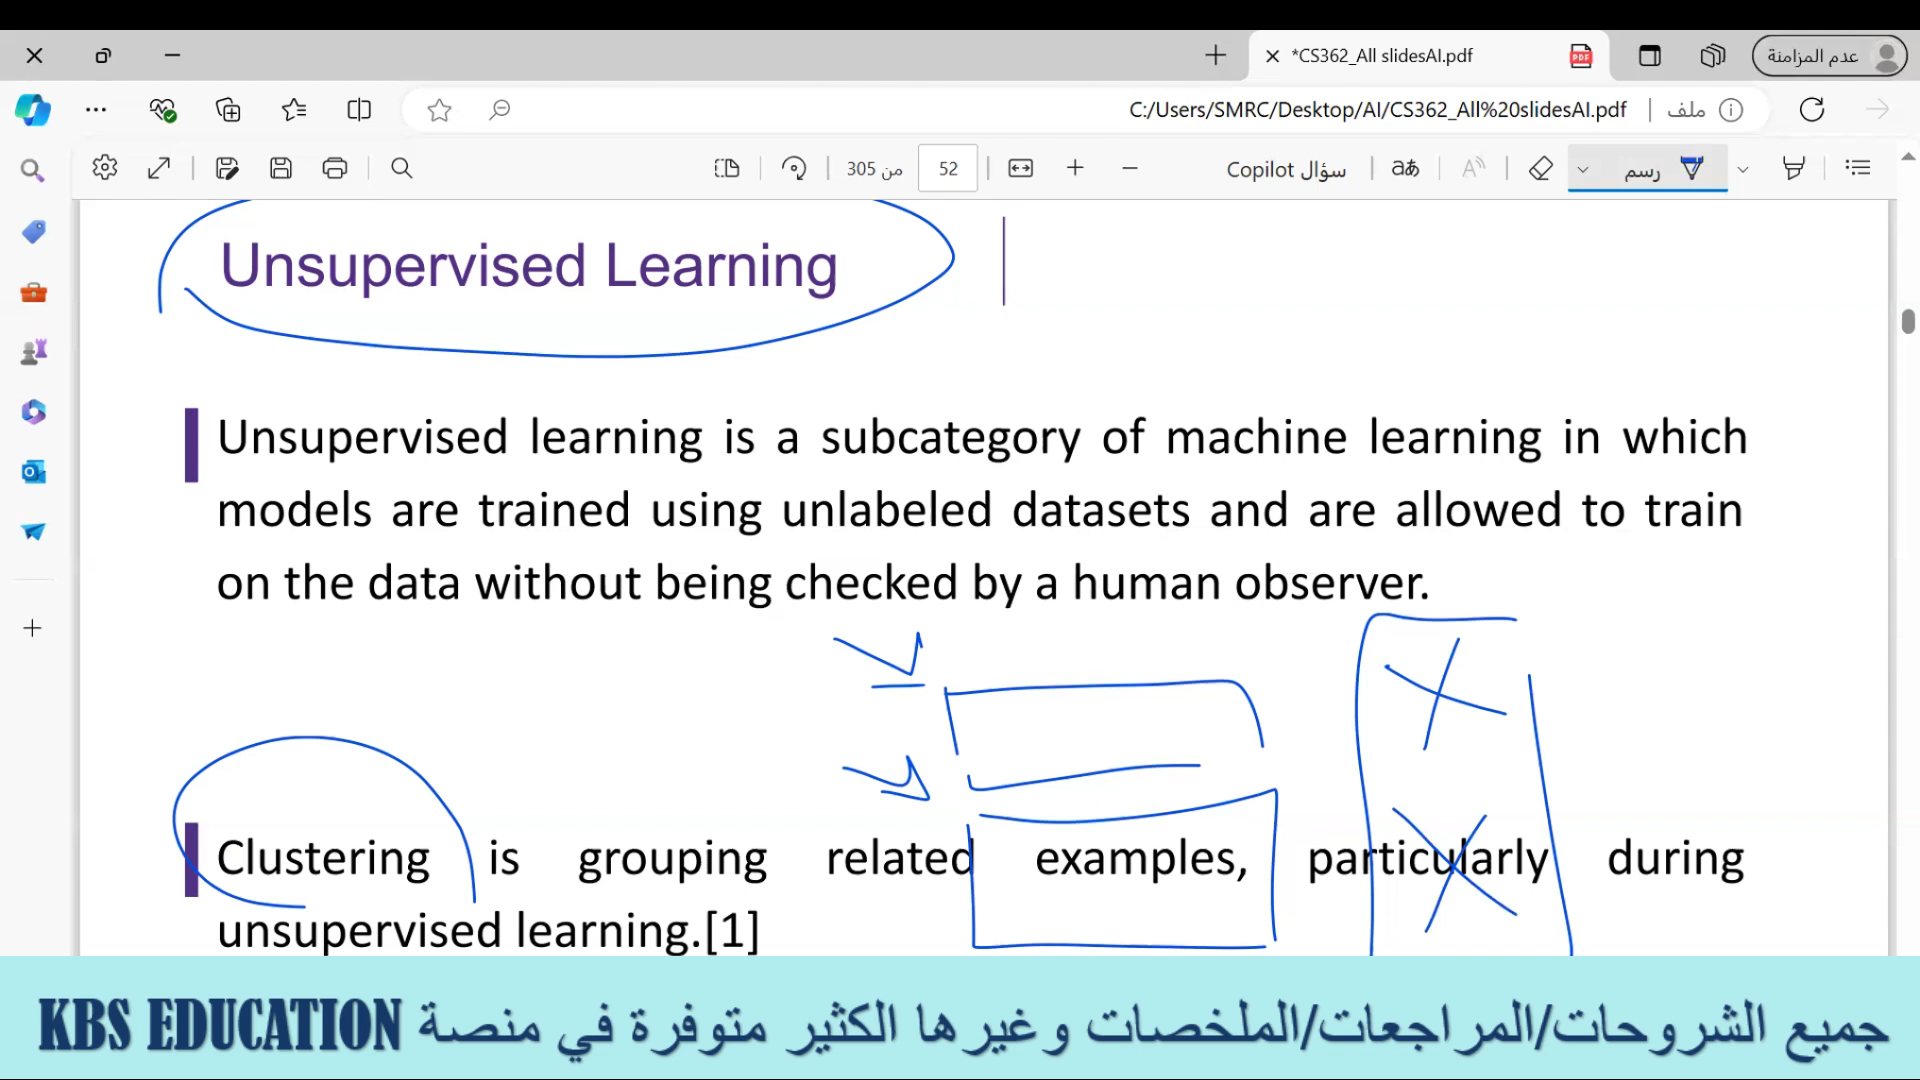 *CS362_All slidesAI.pdf
عدم المزامنة
C:/Users/SMRC/Desktop/AI/CS362_All%20slidesAI.pdf
ملف
52
من 305
سؤال Copilot
رسم
Unsupervised Learning
Unsupervised learning is a subcategory of machine learning in which
models are trained using unlabeled datasets and are allowed to train
on the data without being checked by a human observer.
Clustering is grouping related examples, particularly during
unsupervised learning.[1]
جميع الشروحات/المراجعات/الملخصات وغيرها الكثير متوفرة في منصة KBS EDUCATION